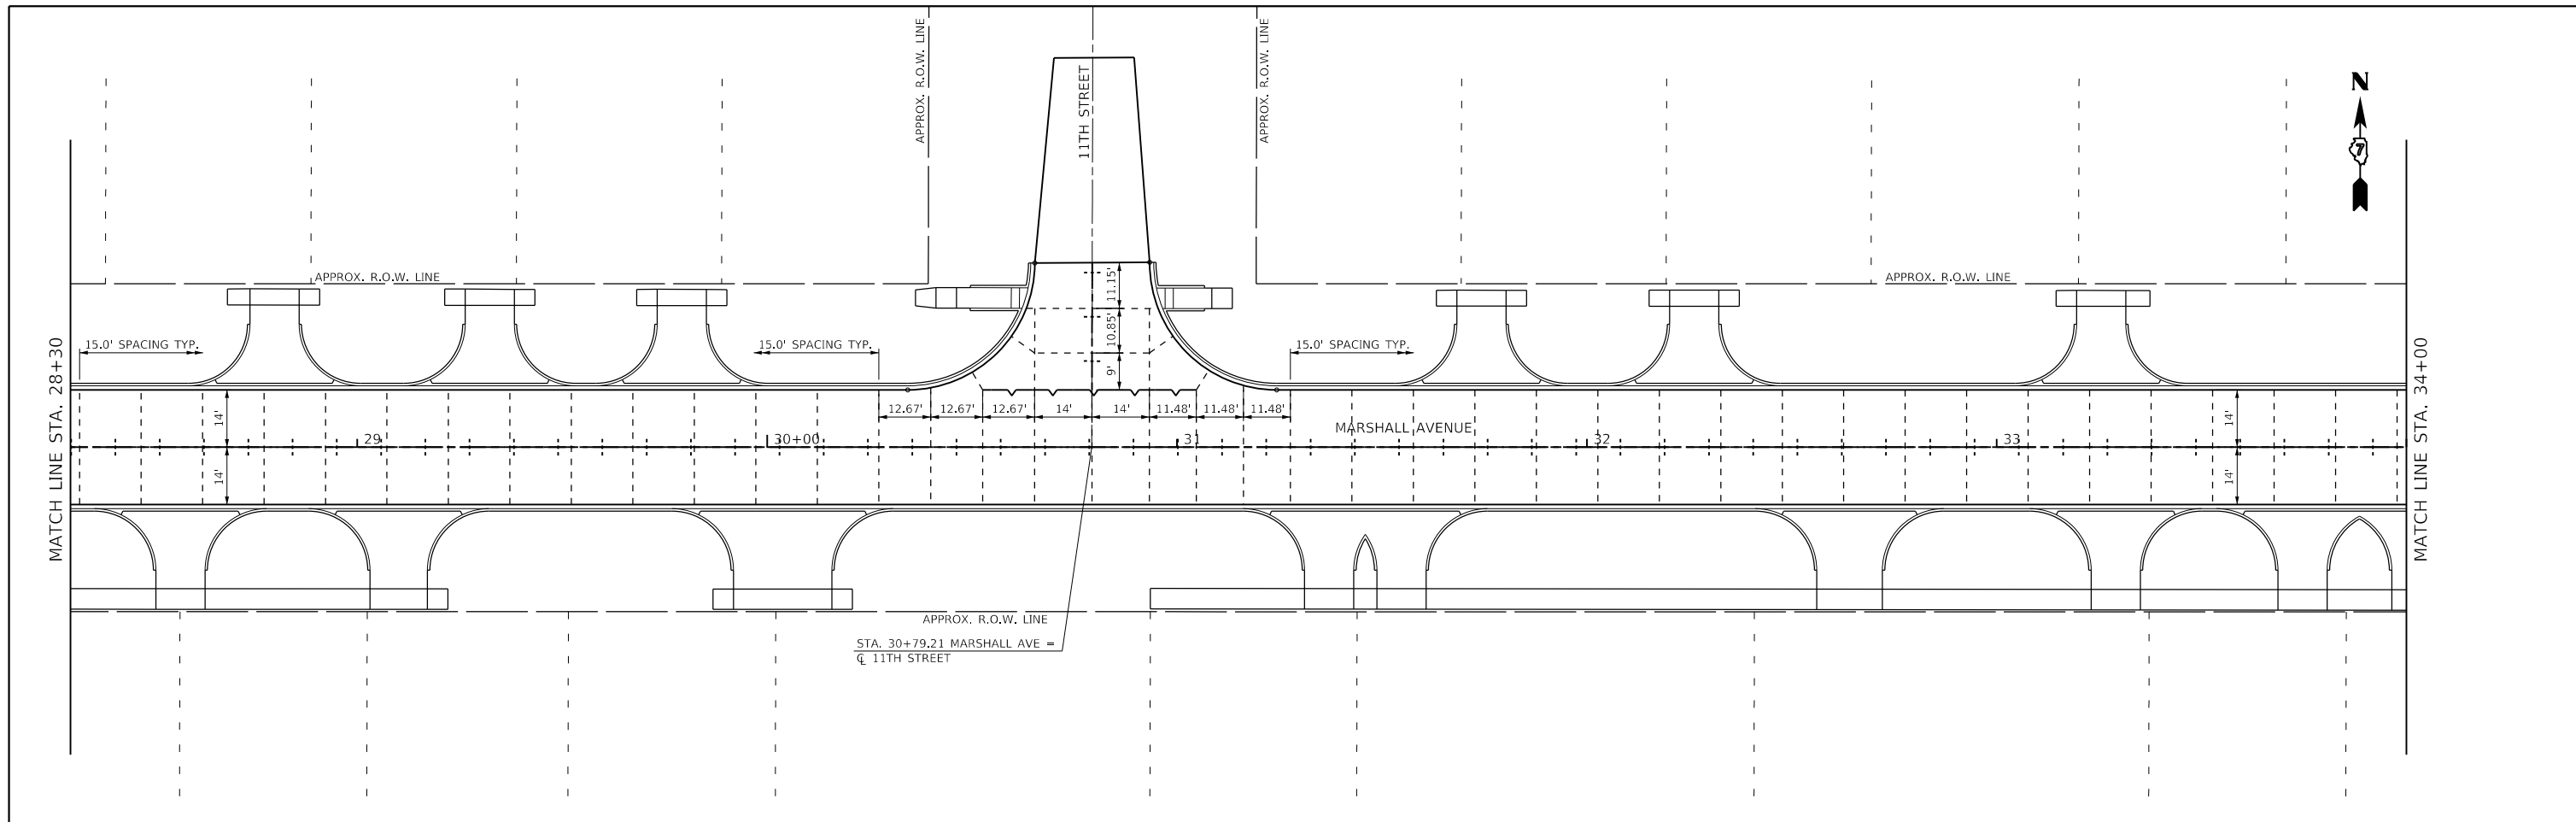 APPROX. R.O.W. LINE
11TH STREET
APPROX. R.O.W. LINE
N
7
APPROX. R.O.W. LINE
APPROX. R.O.W. LINE
11.15'
10.85'
9'
15.0' SPACING TYP.
15.0' SPACING TYP.
15.0' SPACING TYP.
MATCH LINE STA. 28+30
MATCH LINE STA. 34+00
14'
12.67'
12.67'
12.67'
14'
14'
11.48'
11.48'
11.48'
14'
MARSHALL AVENUE
29
30+00
31
32
33
14'
14'
APPROX. R.O.W. LINE
STA. 30+79.21 MARSHALL AVE =
℄ 11TH STREET